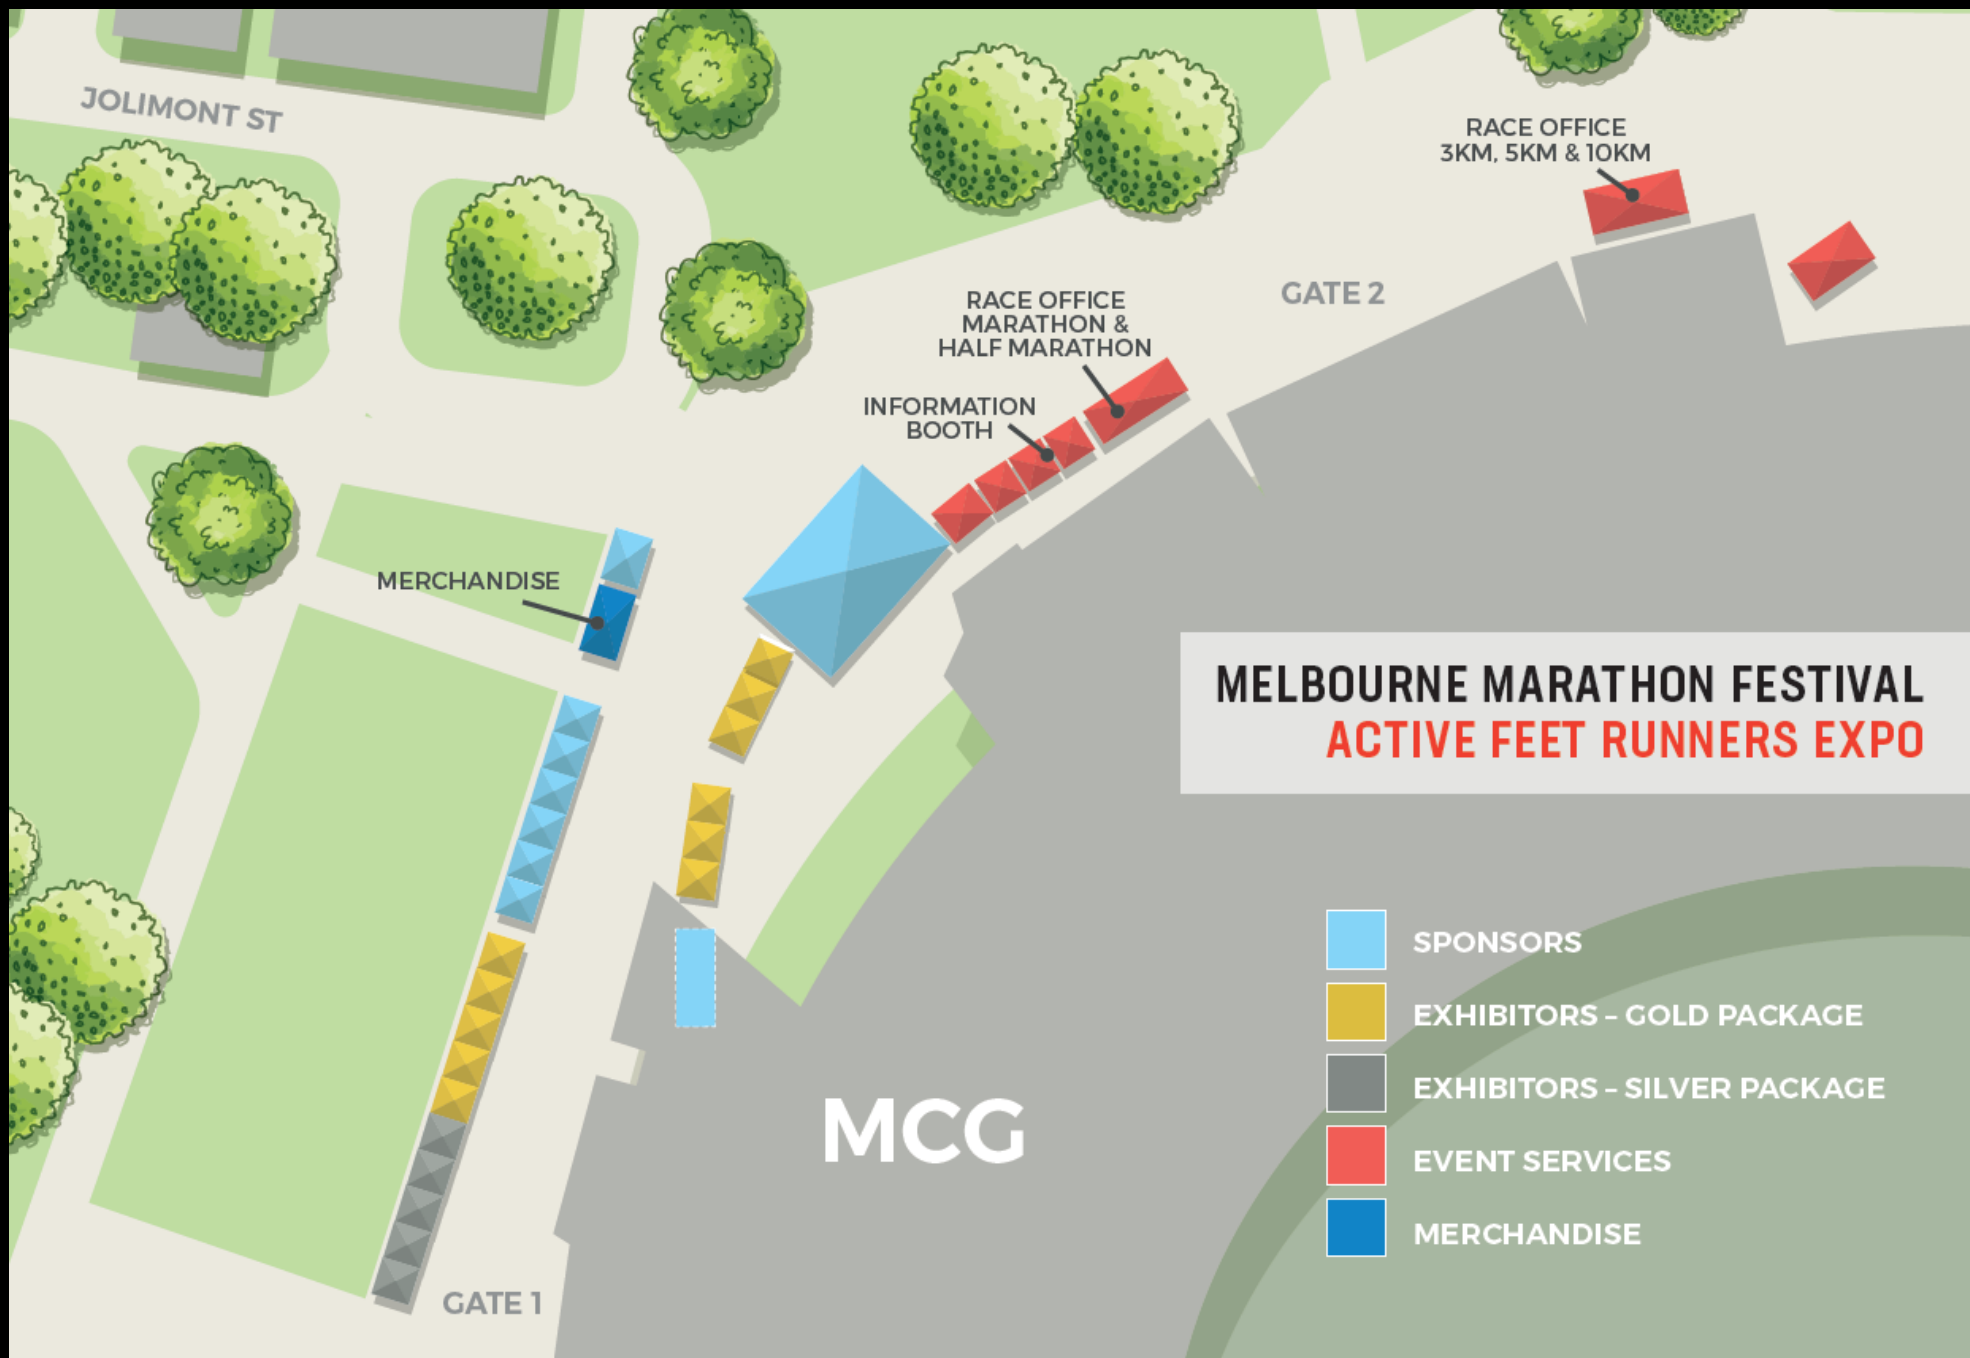 JOLIMONT ST
RACE OFFICE
3KM, 5KM & 10KM
GATE 2
RACE OFFICE
MARATHON &
HALF MARATHON
INFORMATION
BOOTH
MERCHANDISE
MELBOURNE MARATHON FESTIVAL
ACTIVE FEET RUNNERS EXPO
SPONSORS
EXHIBITORS – GOLD PACKAGE
EXHIBITORS – SILVER PACKAGE
EVENT SERVICES
MERCHANDISE
MCG
GATE 1